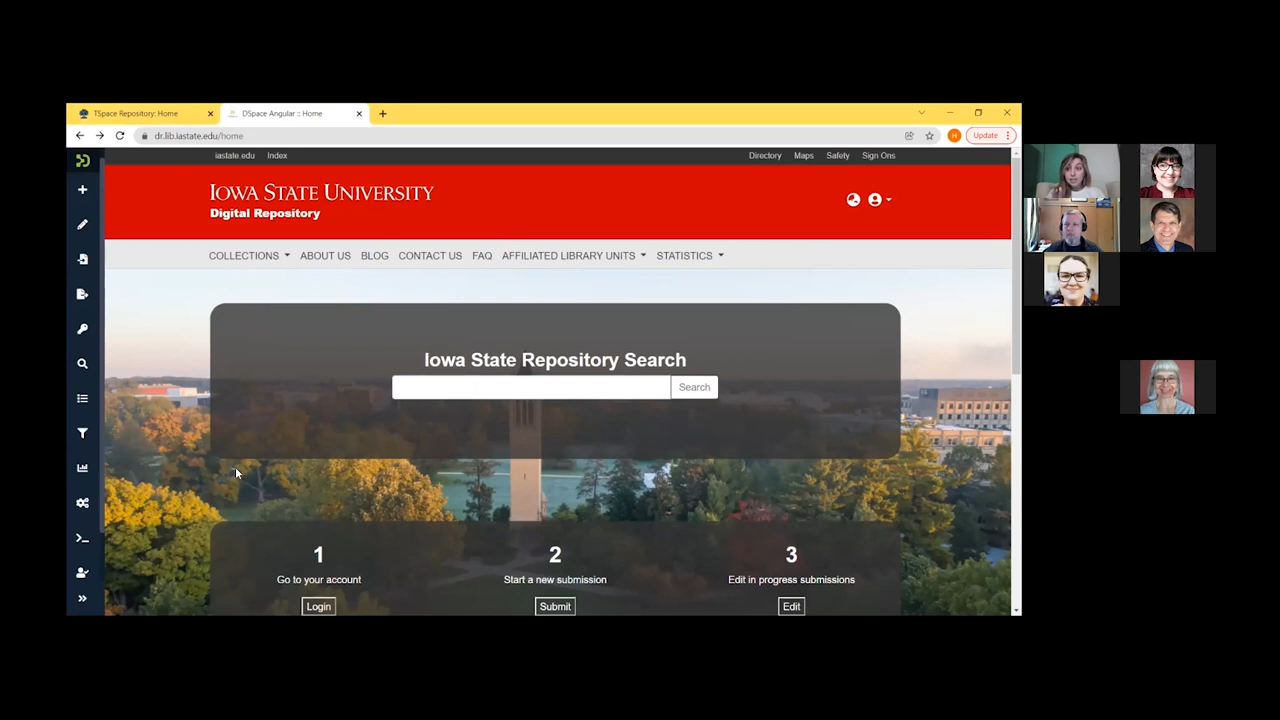 TSpace Repository: Home
DSpace Angular :: Home
dr.lib.iastate.edu/home
H
Update
iastate.edu Index Directory Maps Safety Sign Ons
IOWA STATE UNIVERSITY
Digital Repository
COLLECTIONS ABOUT US BLOG CONTACT US FAQ AFFILIATED LIBRARY UNITS STATISTICS
Iowa State Repository Search
Search
1 2 3
Go to your account Start a new submission Edit in progress submissions
Login Submit Edit